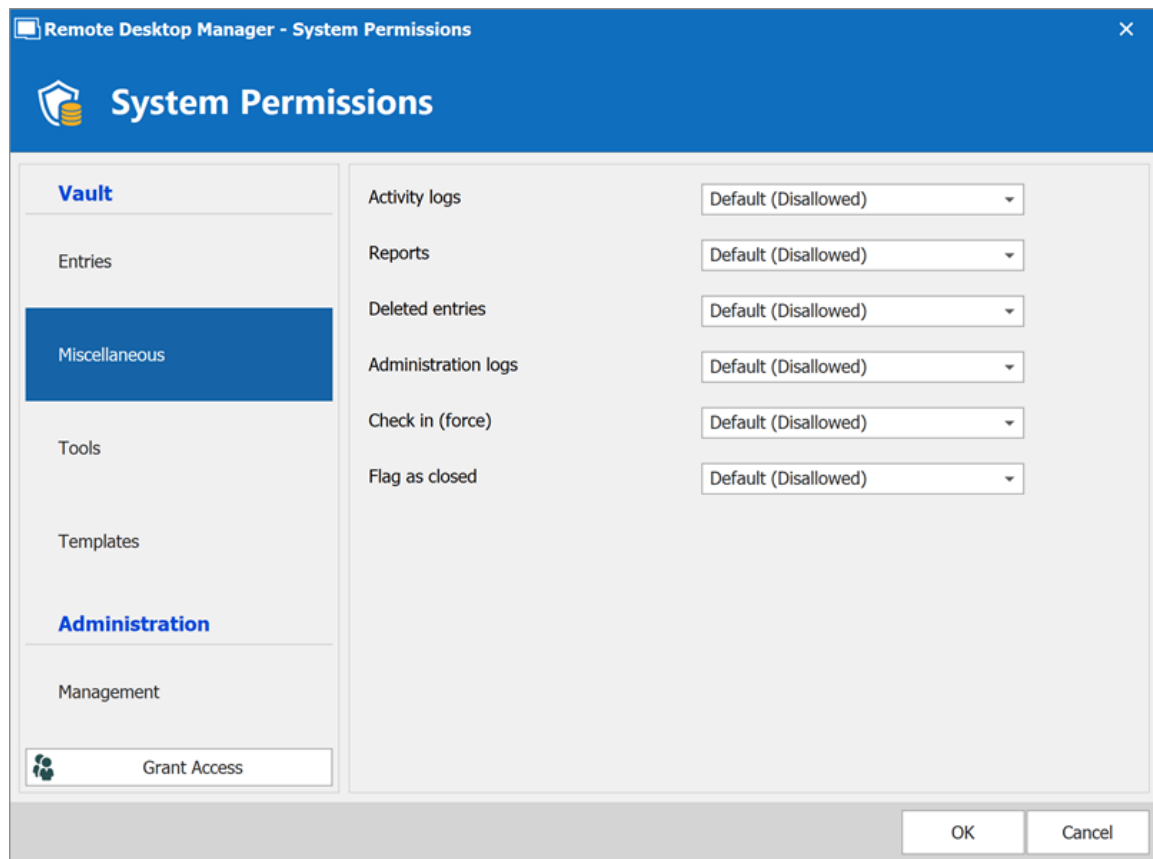 Remote Desktop Manager - System Permissions
System Permissions
Vault
Entries
Miscellaneous
Tools
Templates
Administration
Management
Grant Access
Activity logs Default (Disallowed)
Reports Default (Disallowed)
Deleted entries Default (Disallowed)
Administration logs Default (Disallowed)
Check in (force) Default (Disallowed)
Flag as closed Default (Disallowed)
OK Cancel